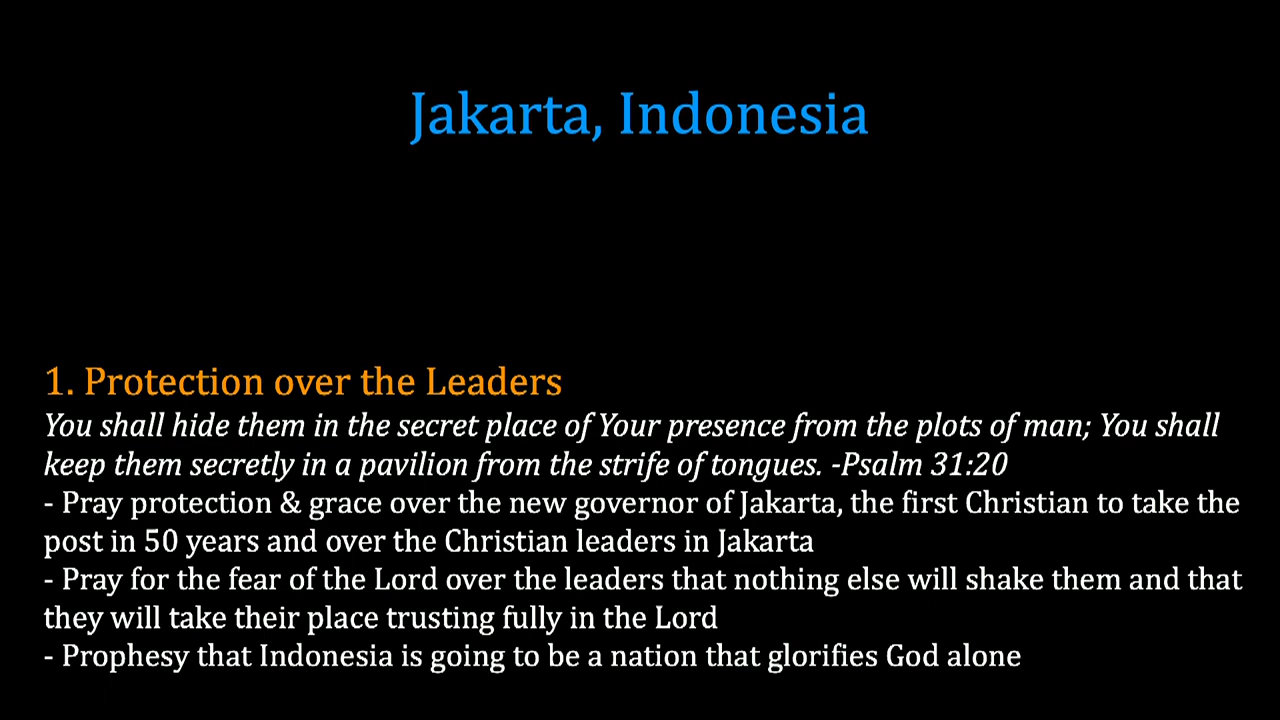 Jakarta, Indonesia
1. Protection over the Leaders
You shall hide them in the secret place of Your presence from the plots of man; You shall
keep them secretly in a pavilion from the strife of tongues. -Psalm 31:20
- Pray protection & grace over the new governor of Jakarta, the first Christian to take the
post in 50 years and over the Christian leaders in Jakarta
- Pray for the fear of the Lord over the leaders that nothing else will shake them and that
they will take their place trusting fully in the Lord
- Prophesy that Indonesia is going to be a nation that glorifies God alone